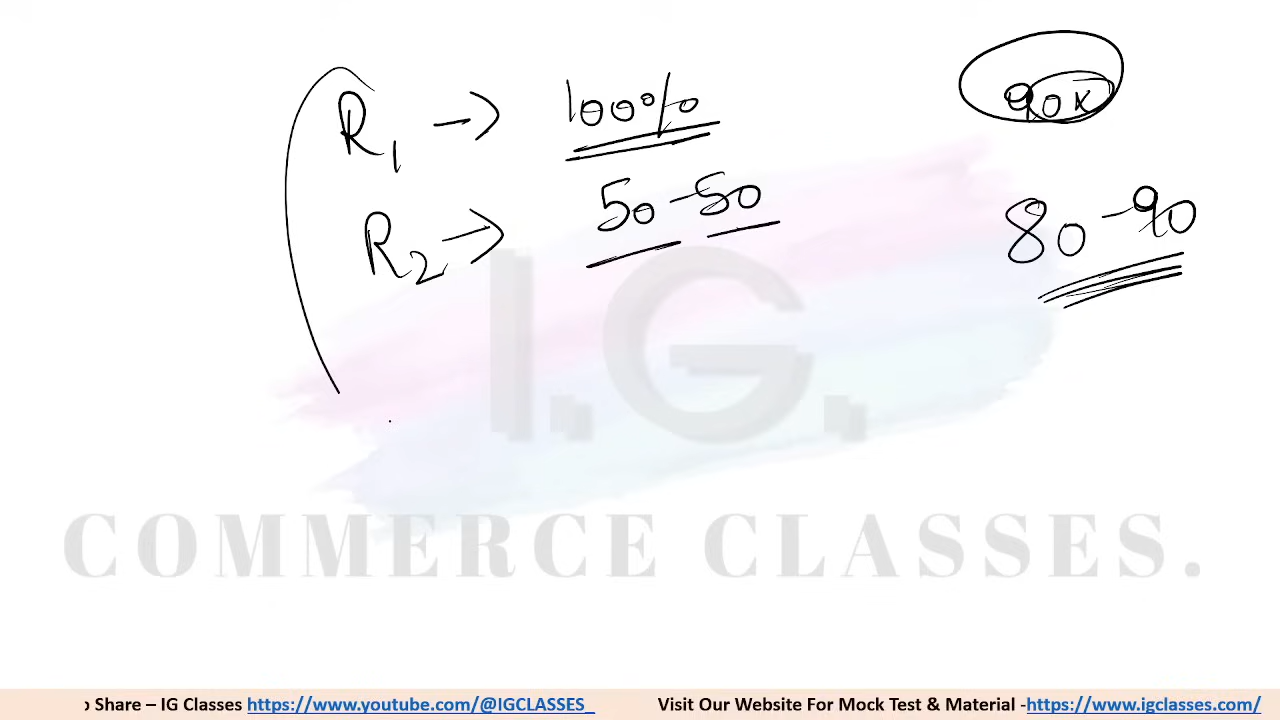 R1 → 100%
R2 → 50-50
90x
80-90
I.G.
COMMERCE CLASSES.
Share – IG Classes https://www.youtube.com/@IGCLASSES_ Visit Our Website For Mock Test & Material -https://www.igclasses.com/